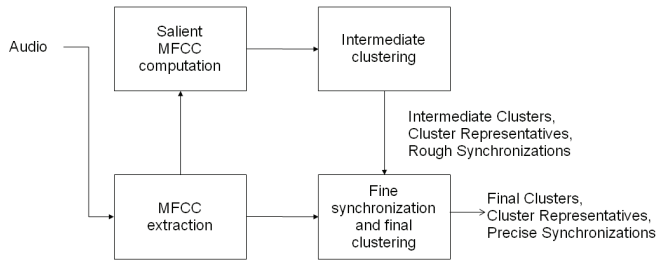 Audio
Salient
MFCC
computation
Intermediate
clustering
Intermediate Clusters,
Cluster Representatives,
Rough Synchronizations
MFCC
extraction
Fine
synchronization
and final
clustering
Final Clusters,
Cluster Representatives,
Precise Synchronizations